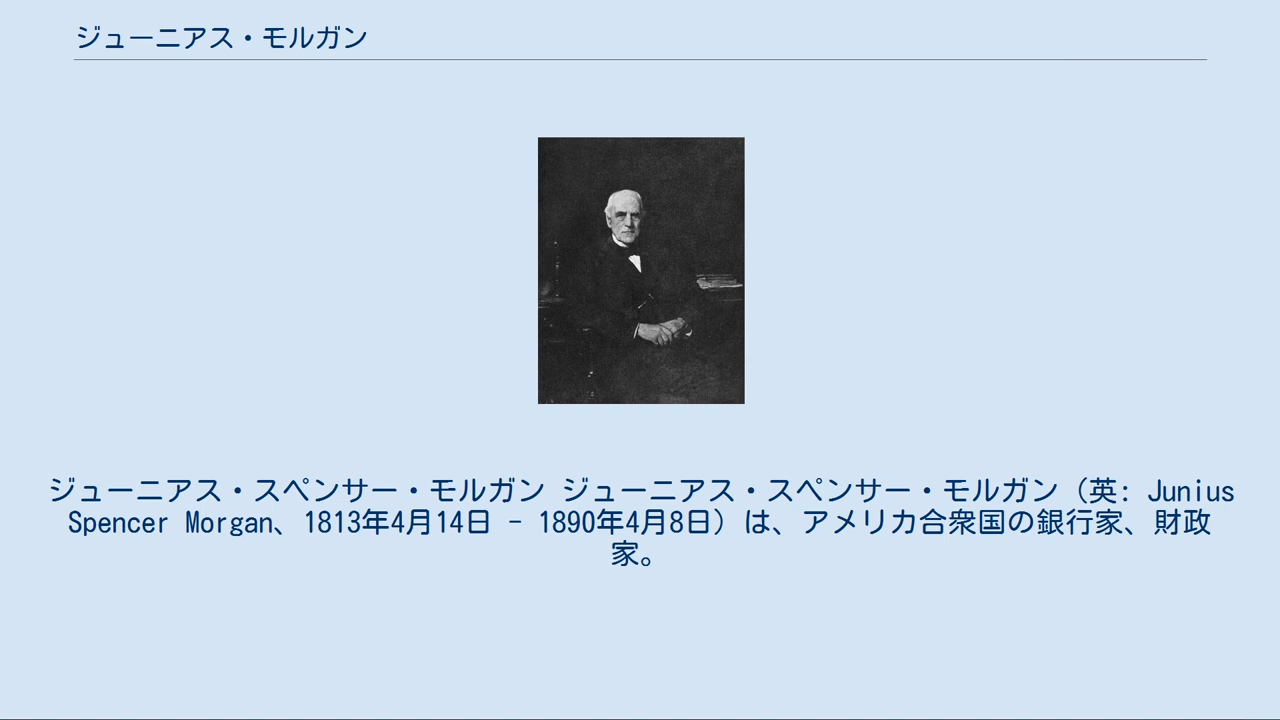 ジューニアス・モルガン
ジューニアス・スペンサー・モルガン ジューニアス・スペンサー・モルガン（英: Junius
Spencer Morgan、1813年4月14日 - 1890年4月8日）は、アメリカ合衆国の銀行家、財政
家。